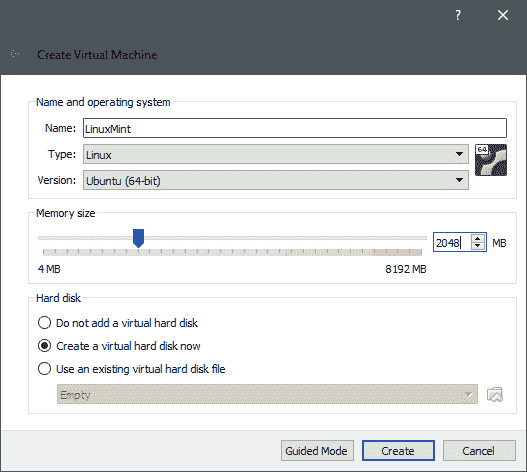 ?
Create Virtual Machine
Name and operating system
Name: LinuxMint
Type: Linux
64
Version: Ubuntu (64-bit)
Memory size
2048 MB
4 MB 8192 MB
Hard disk
Do not add a virtual hard disk
Create a virtual hard disk now
Use an existing virtual hard disk file
Empty
Guided Mode Create Cancel